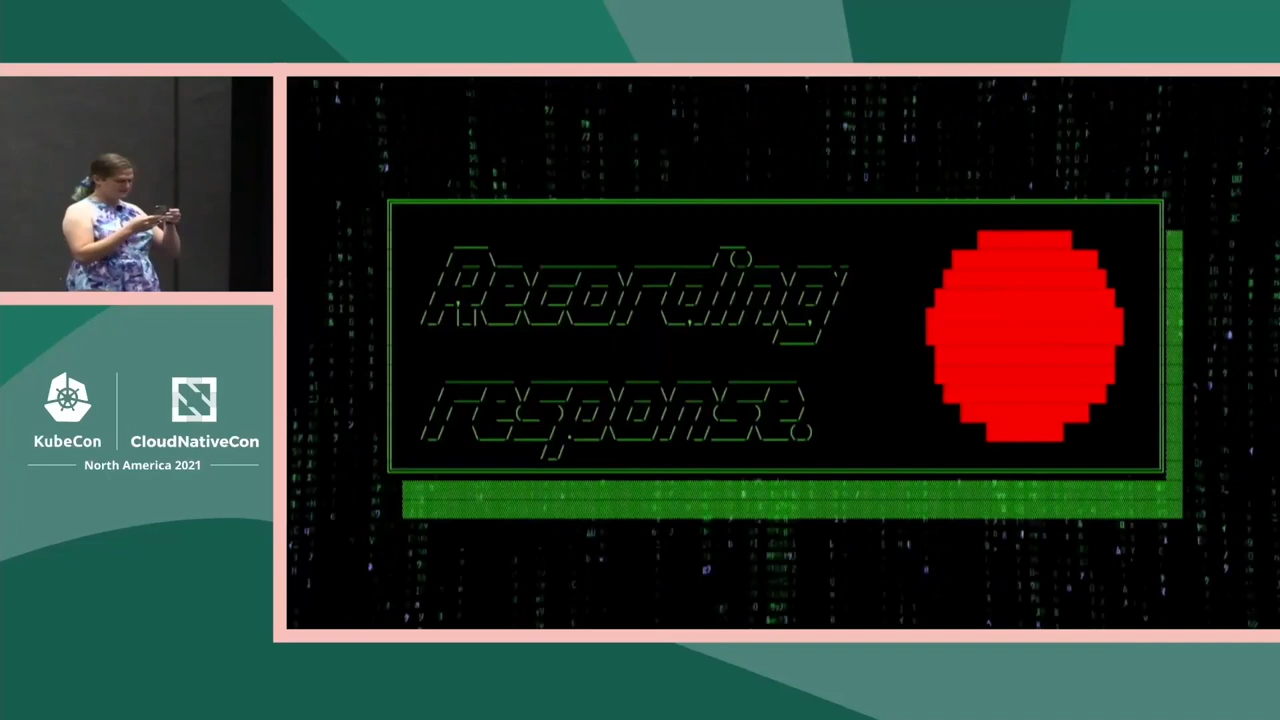 Recording
response.
KubeCon
CloudNativeCon
North America 2021